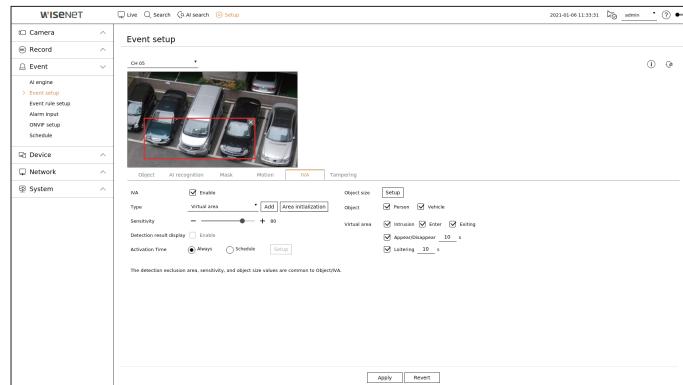 WISENET
Live Search AI search Setup
2021-01-06 11:33:31 admin
Camera
Record
Event
AI engine
Event setup
Event rule setup
Alarm input
ONVIF setup
Schedule
Device
Network
System
Event setup
CH 05
Object AI recognition Mask Motion IVA Tampering
IVA Enable
Type Virtual area Add Area initialization
Sensitivity 80
Detection result display Enable
Activation Time Always Schedule Setup
Object size Setup
Object Person Vehicle
Virtual area Intrusion Enter Exiting
Appear/Disappear 10 s
Loitering 10 s
The detection exclusion area, sensitivity, and object size values are common to Object/IVA.
Apply Revert